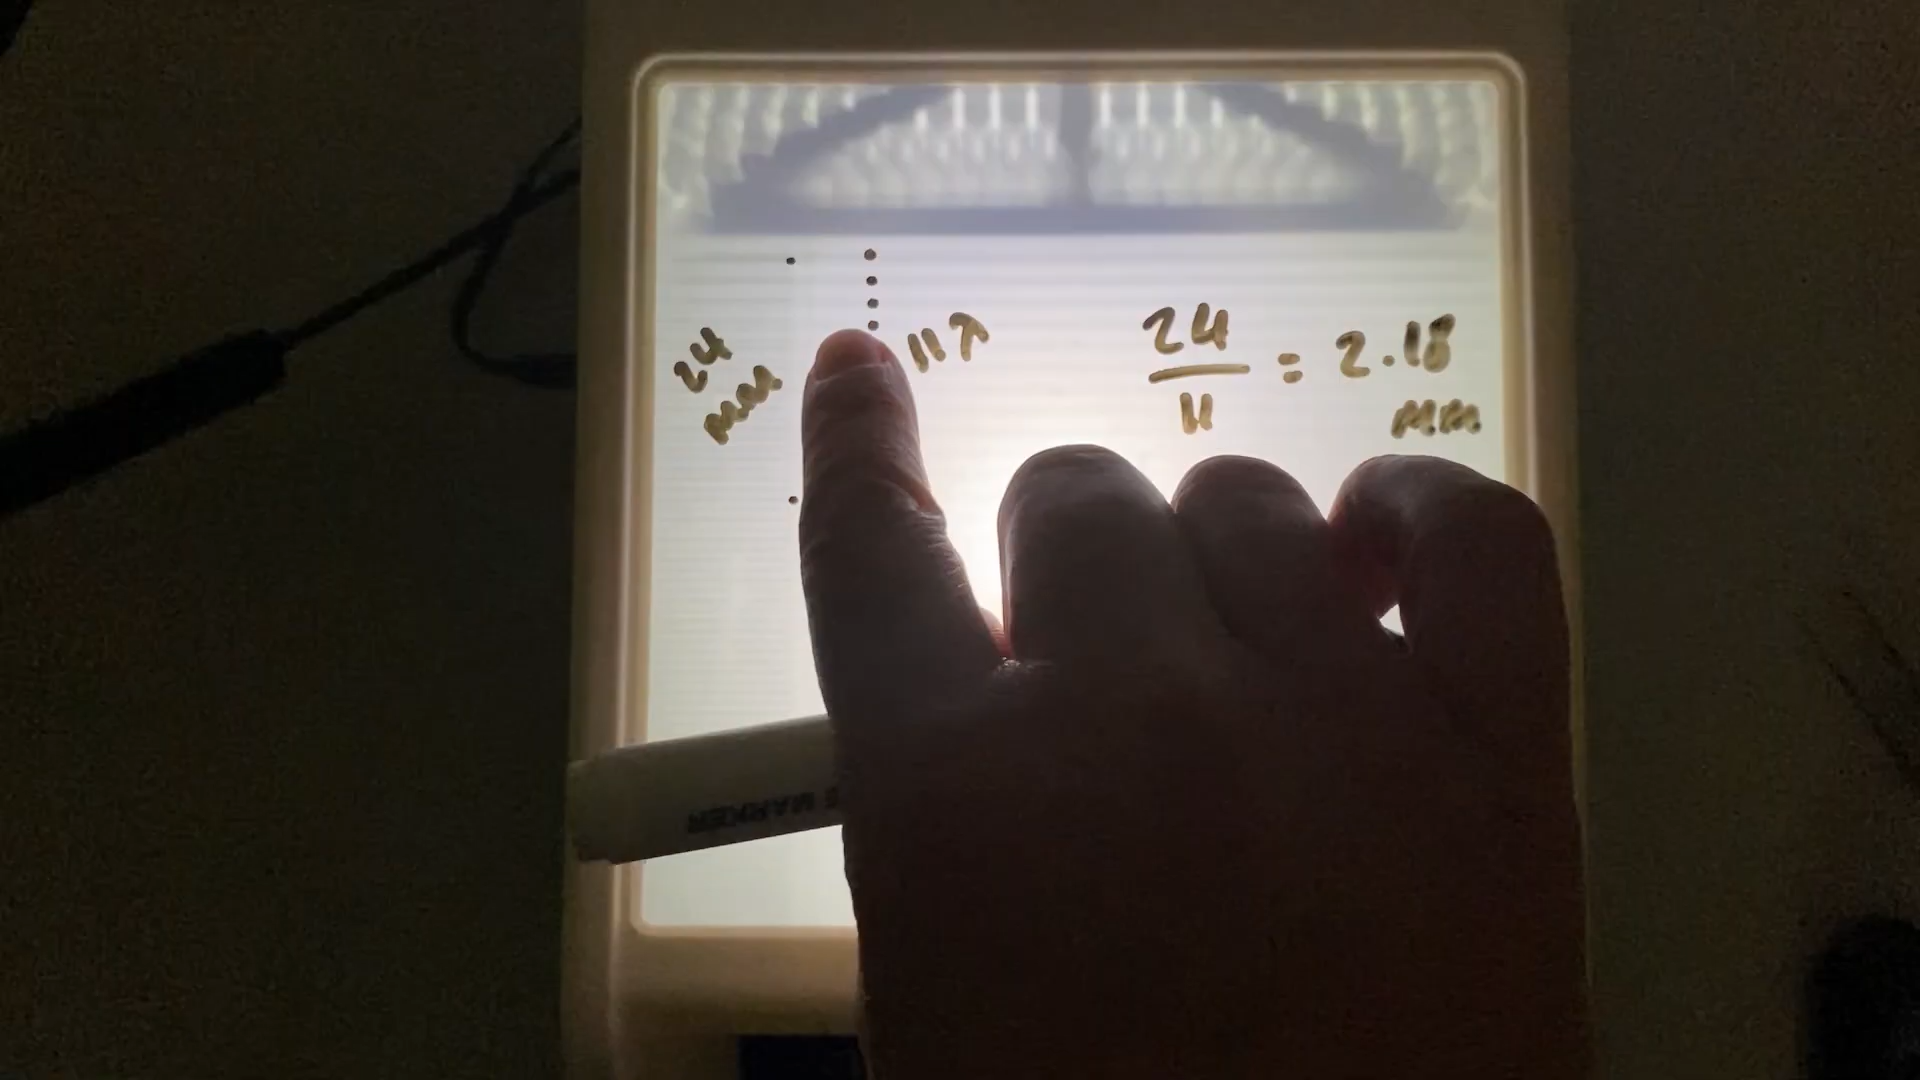 24
mm
11 λ
24
11
= 2.18
mm
E MARKER